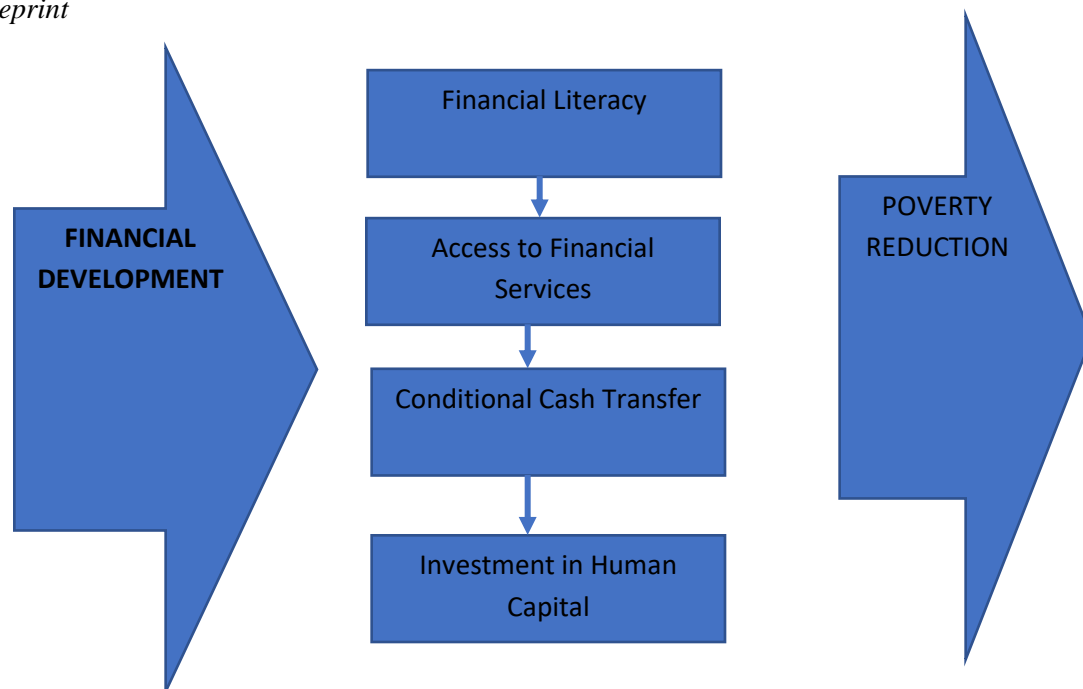 eprint
FINANCIAL
DEVELOPMENT
Financial Literacy
Access to Financial
Services
Conditional Cash Transfer
Investment in Human
Capital
POVERTY
REDUCTION